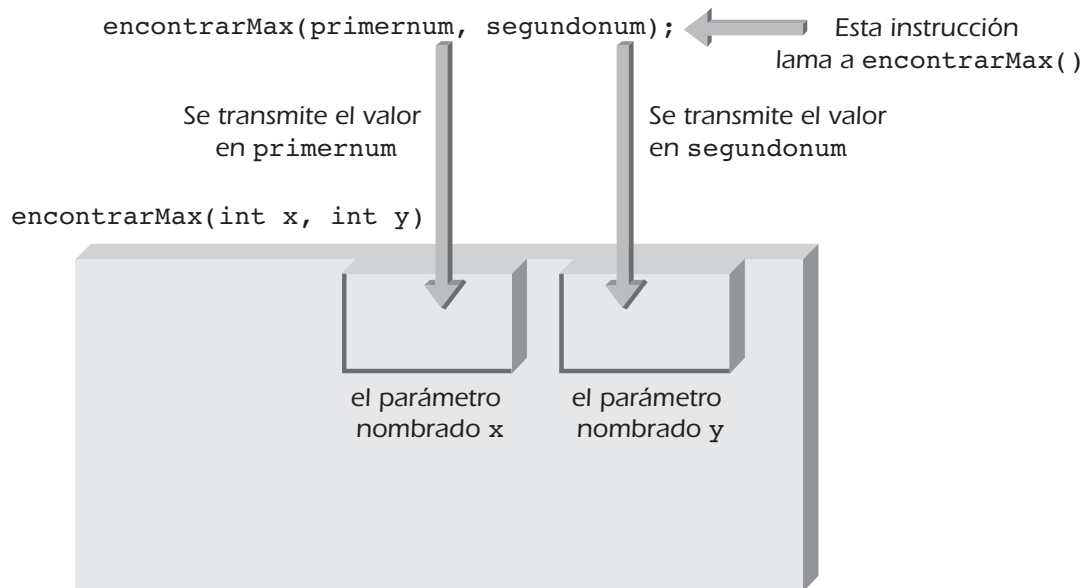 encontrarMax(primernum, segundonum);
Esta instrucción
lama a encontrarMax()
Se transmite el valor
en primernum
Se transmite el valor
en segundonum
encontrarMax(int x, int y)
el parámetro
nombrado x
el parámetro
nombrado y